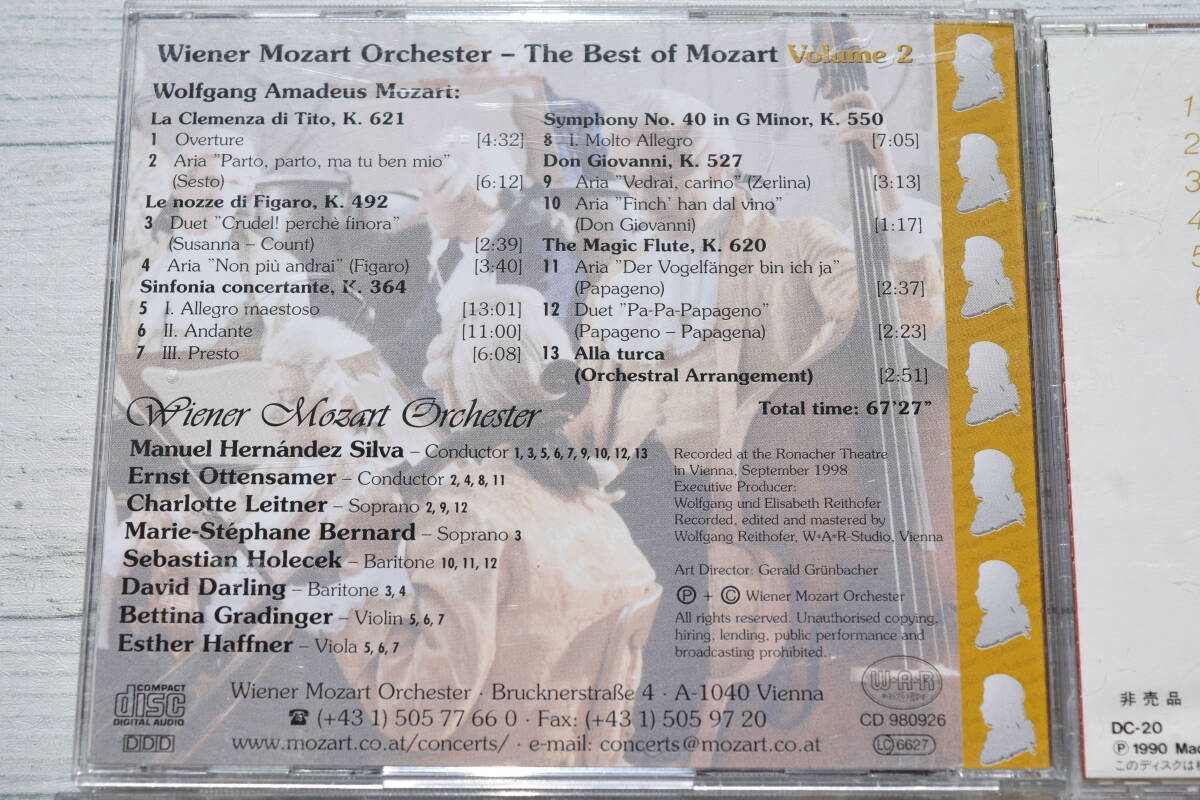 Wiener Mozart Orchester – The Best of Mozart Volume 2
Wolfgang Amadeus Mozart:
La Clemenza di Tito, K. 621
1 Overture [4:32]
2 Aria "Parto, parto, ma tu ben mio"
(Sesto) [6:12]
Le nozze di Figaro, K. 492
3 Duet "Crudel! perchè finora"
(Susanna – Count) [2:39]
4 Aria "Non più andrai" (Figaro) [3:40]
Sinfonia concertante, K. 364
5 I. Allegro maestoso [13:01]
6 II. Andante [11:00]
7 III. Presto [6:08]
Symphony No. 40 in G Minor, K. 550
8 I. Molto Allegro [7:05]
Don Giovanni, K. 527
9 Aria "Vedrai, carino" (Zerlina) [3:13]
10 Aria "Finch' han dal vino"
(Don Giovanni) [1:17]
The Magic Flute, K. 620
11 Aria "Der Vogelfänger bin ich ja"
(Papageno) [2:37]
12 Duet "Pa-Pa-Papageno"
(Papageno – Papagena) [2:23]
13 Alla turca
(Orchestral Arrangement) [2:51]
Total time: 67'27"
Wiener Mozart Orchester
Manuel Hernández Silva – Conductor 1, 3, 5, 6, 7, 9, 10, 12, 13
Ernst Ottensamer – Conductor 2, 4, 8, 11
Charlotte Leitner – Soprano 2, 9, 12
Marie-Stéphane Bernard – Soprano 3
Sebastian Holecek – Baritone 10, 11, 12
David Darling – Baritone 3, 4
Bettina Gradinger – Violin 5, 6, 7
Esther Haffner – Viola 5, 6, 7
Recorded at the Ronacher Theatre
in Vienna, September 1998
Executive Producer:
Wolfgang und Elisabeth Reithofer
Recorded, edited and mastered by
Wolfgang Reithofer, W*A*R-Studio, Vienna
Art Director: Gerald Grünbacher
℗ + © Wiener Mozart Orchester
All rights reserved. Unauthorised copying,
hiring, lending, public performance and
broadcasting prohibited.
COMPACT
disc
DIGITAL AUDIO
DDD
Wiener Mozart Orchester · Brucknerstraße 4 · A-1040 Vienna
☎ (+43 1) 505 77 66 0 · Fax: (+43 1) 505 97 20
www.mozart.co.at/concerts/ · e-mail: concerts@mozart.co.at
W-A-R
CD 980926
LC 6627
1
2
3
4
5
6
非売品
DC-20
℗ 1990 Mad
このディスクは